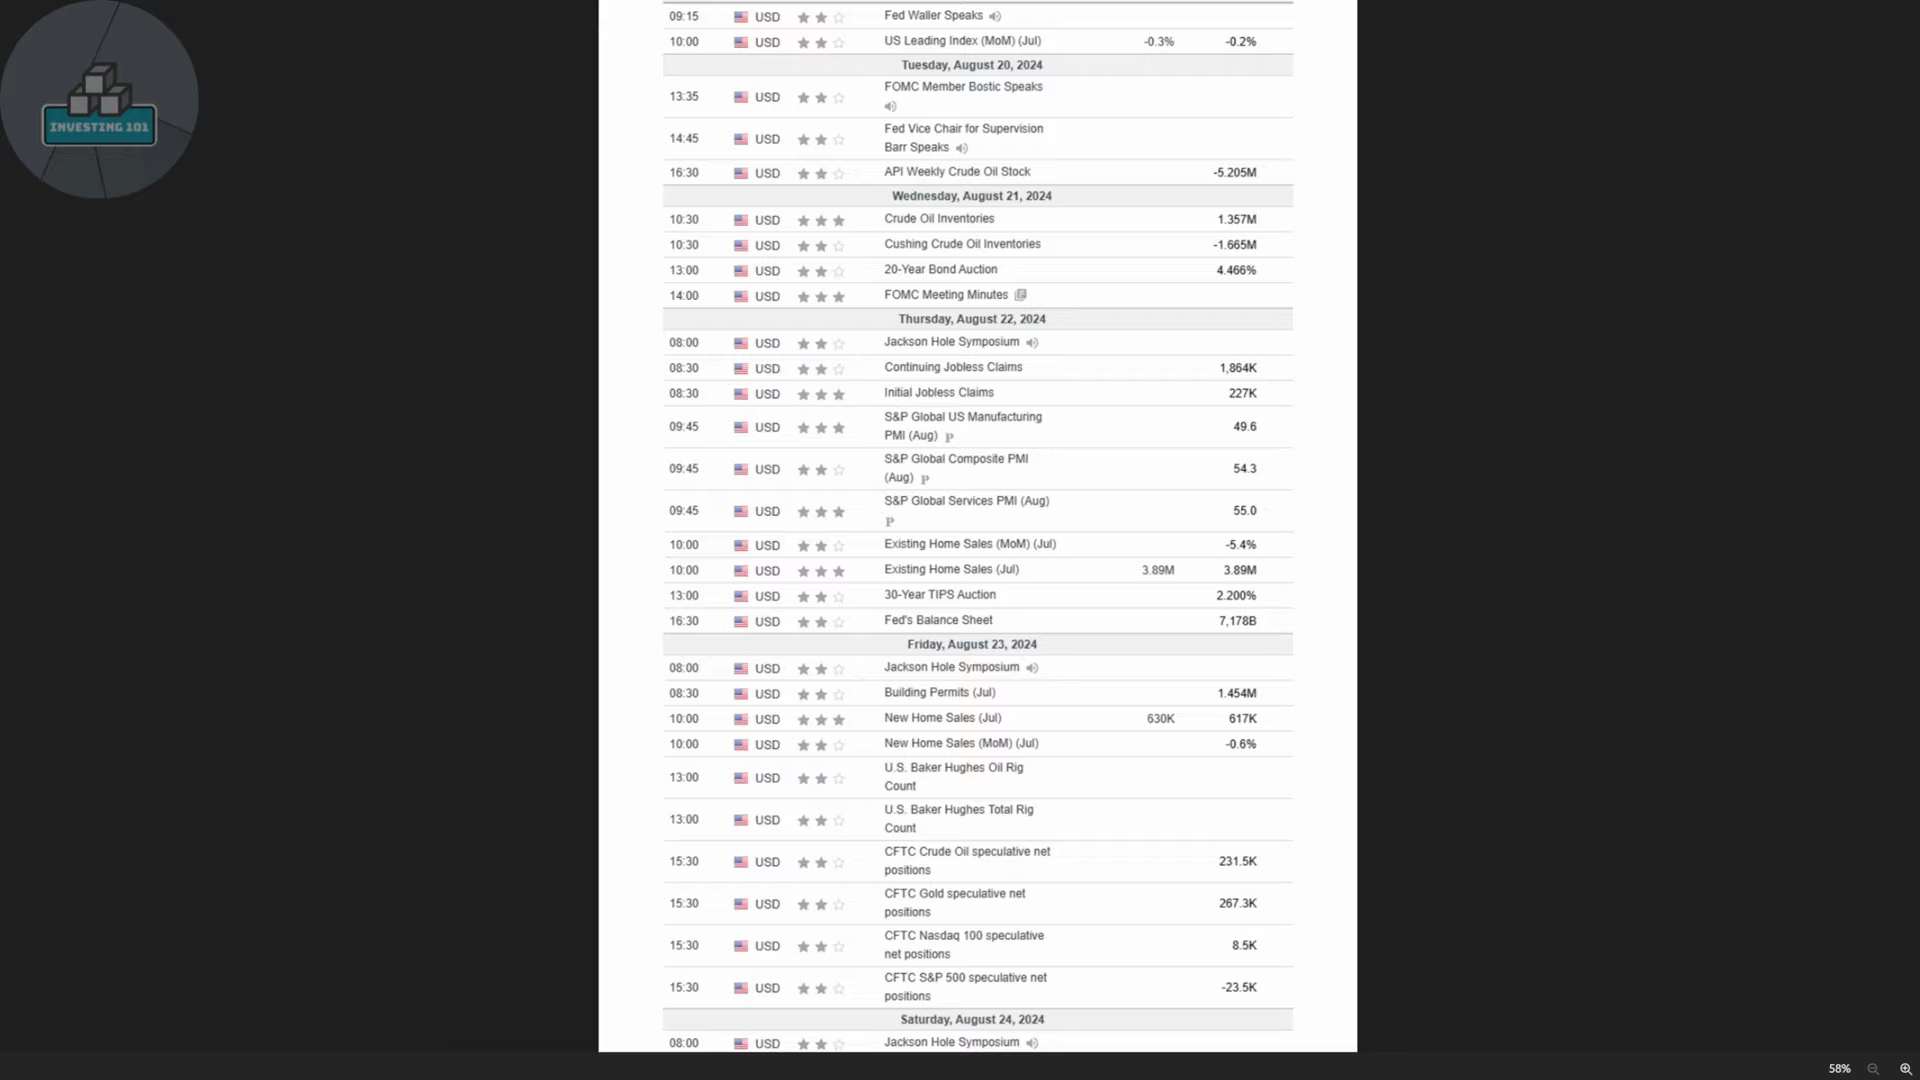 INVESTING 101
09:15 USD Fed Waller Speaks
10:00 USD US Leading Index (MoM) (Jul) -0.3% -0.2%
Tuesday, August 20, 2024
13:35 USD FOMC Member Bostic Speaks
14:45 USD Fed Vice Chair for Supervision
Barr Speaks
16:30 USD API Weekly Crude Oil Stock -5.205M
Wednesday, August 21, 2024
10:30 USD Crude Oil Inventories 1.357M
10:30 USD Cushing Crude Oil Inventories -1.665M
13:00 USD 20-Year Bond Auction 4.466%
14:00 USD FOMC Meeting Minutes
Thursday, August 22, 2024
08:00 USD Jackson Hole Symposium
08:30 USD Continuing Jobless Claims 1,864K
08:30 USD Initial Jobless Claims 227K
09:45 USD S&P Global US Manufacturing
PMI (Aug) P 49.6
09:45 USD S&P Global Composite PMI
(Aug) P 54.3
09:45 USD S&P Global Services PMI (Aug)
P 55.0
10:00 USD Existing Home Sales (MoM) (Jul) -5.4%
10:00 USD Existing Home Sales (Jul) 3.89M 3.89M
13:00 USD 30-Year TIPS Auction 2.200%
16:30 USD Fed's Balance Sheet 7,178B
Friday, August 23, 2024
08:00 USD Jackson Hole Symposium
08:30 USD Building Permits (Jul) 1.454M
10:00 USD New Home Sales (Jul) 630K 617K
10:00 USD New Home Sales (MoM) (Jul) -0.6%
13:00 USD U.S. Baker Hughes Oil Rig
Count
13:00 USD U.S. Baker Hughes Total Rig
Count
15:30 USD CFTC Crude Oil speculative net
positions 231.5K
15:30 USD CFTC Gold speculative net
positions 267.3K
15:30 USD CFTC Nasdaq 100 speculative
net positions 8.5K
15:30 USD CFTC S&P 500 speculative net
positions -23.5K
Saturday, August 24, 2024
08:00 USD Jackson Hole Symposium
58%